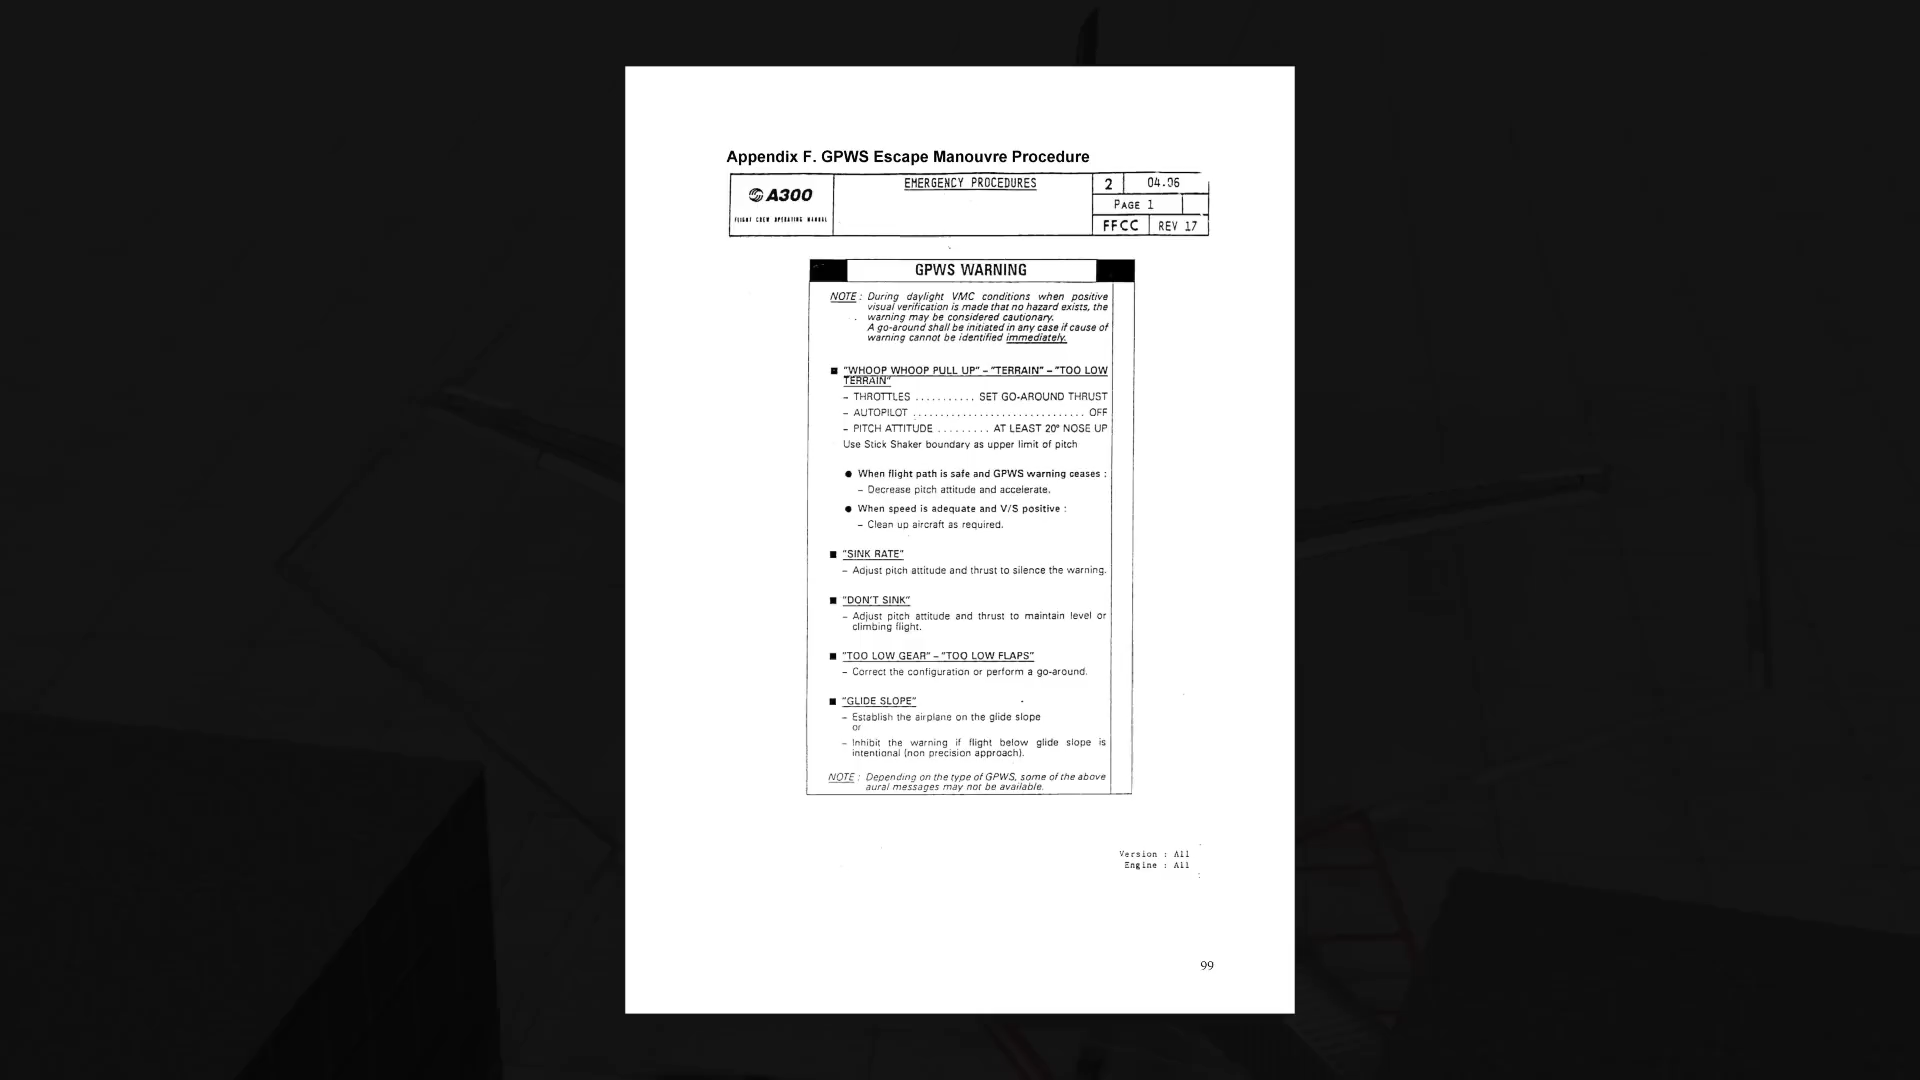 Appendix F. GPWS Escape Manouvre Procedure
A300
FLIGHT CREW OPERATING MANUAL
EMERGENCY PROCEDURES
2 04.06
PAGE 1
FFCC REV 17
GPWS WARNING
NOTE : During daylight VMC conditions when positive
visual verification is made that no hazard exists, the
warning may be considered cautionary.
A go-around shall be initiated in any case if cause of
warning cannot be identified immediately.
■ "WHOOP WHOOP PULL UP" – "TERRAIN" – "TOO LOW
TERRAIN"
– THROTTLES ........... SET GO-AROUND THRUST
– AUTOPILOT ............................... OFF
– PITCH ATTITUDE ......... AT LEAST 20° NOSE UP
Use Stick Shaker boundary as upper limit of pitch
● When flight path is safe and GPWS warning ceases :
– Decrease pitch attitude and accelerate.
● When speed is adequate and V/S positive :
– Clean up aircraft as required.
■ "SINK RATE"
– Adjust pitch attitude and thrust to silence the warning.
■ "DON'T SINK"
– Adjust pitch attitude and thrust to maintain level or
climbing flight.
■ "TOO LOW GEAR" – "TOO LOW FLAPS"
– Correct the configuration or perform a go-around.
■ "GLIDE SLOPE"
– Establish the airplane on the glide slope
or
– Inhibit the warning if flight below glide slope is
intentional (non precision approach).
NOTE : Depending on the type of GPWS, some of the above
aural messages may not be available.
Version : All
Engine : All
99